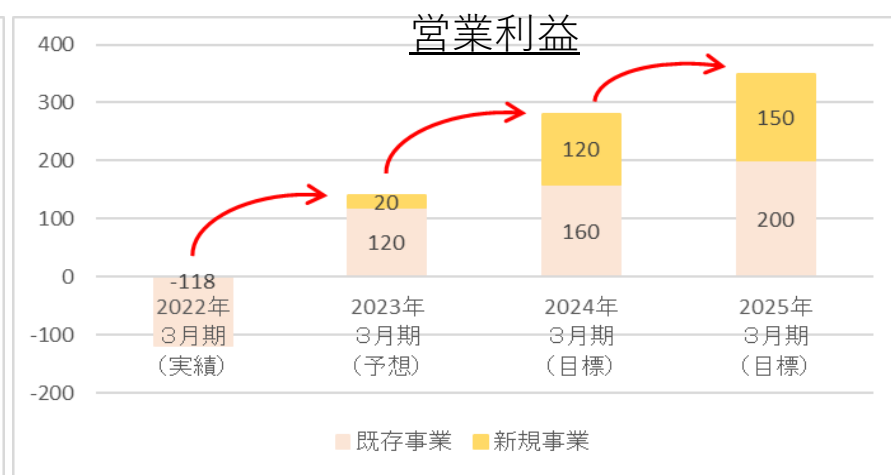 営業利益
400
300
200
100
0
-100
-200
-118
20
120
120
160
150
200
2022年
３月期
（実績）
2023年
３月期
（予想）
2024年
３月期
（目標）
2025年
３月期
（目標）
既存事業 新規事業